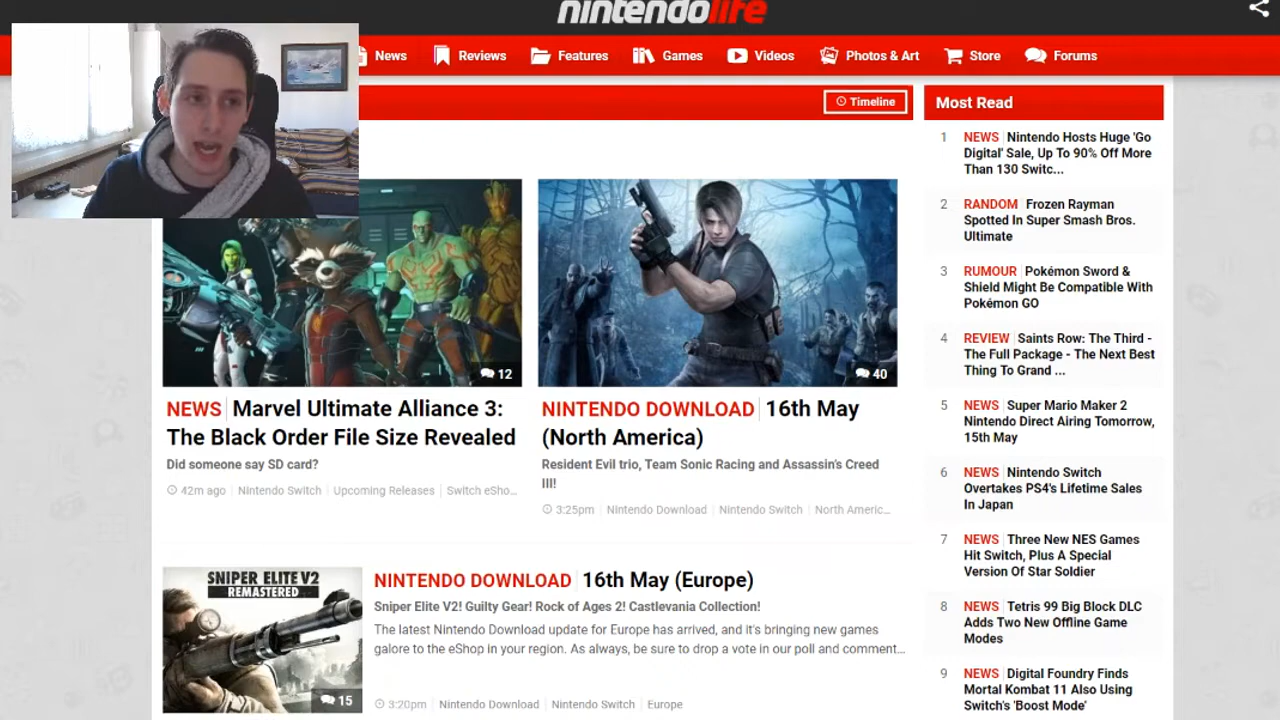 nintendolife
News
Reviews
Features
Games
Videos
Photos & Art
Store
Forums
Timeline
12
NEWS Marvel Ultimate Alliance 3:
The Black Order File Size Revealed
Did someone say SD card?
42m ago Nintendo Switch Upcoming Releases Switch eSho...
40
NINTENDO DOWNLOAD 16th May
(North America)
Resident Evil trio, Team Sonic Racing and Assassin's Creed
III!
3:25pm Nintendo Download Nintendo Switch North Americ...
SNIPER ELITE V2
REMASTERED
15
NINTENDO DOWNLOAD 16th May (Europe)
Sniper Elite V2! Guilty Gear! Rock of Ages 2! Castlevania Collection!
The latest Nintendo Download update for Europe has arrived, and it's bringing new games
galore to the eShop in your region. As always, be sure to drop a vote in our poll and comment...
3:20pm Nintendo Download Nintendo Switch Europe
Most Read
1 NEWS Nintendo Hosts Huge 'Go
Digital' Sale, Up To 90% Off More
Than 130 Switc...
2 RANDOM Frozen Rayman
Spotted In Super Smash Bros.
Ultimate
3 RUMOUR Pokémon Sword &
Shield Might Be Compatible With
Pokémon GO
4 REVIEW Saints Row: The Third -
The Full Package - The Next Best
Thing To Grand ...
5 NEWS Super Mario Maker 2
Nintendo Direct Airing Tomorrow,
15th May
6 NEWS Nintendo Switch
Overtakes PS4's Lifetime Sales
In Japan
7 NEWS Three New NES Games
Hit Switch, Plus A Special
Version Of Star Soldier
8 NEWS Tetris 99 Big Block DLC
Adds Two New Offline Game
Modes
9 NEWS Digital Foundry Finds
Mortal Kombat 11 Also Using
Switch's 'Boost Mode'